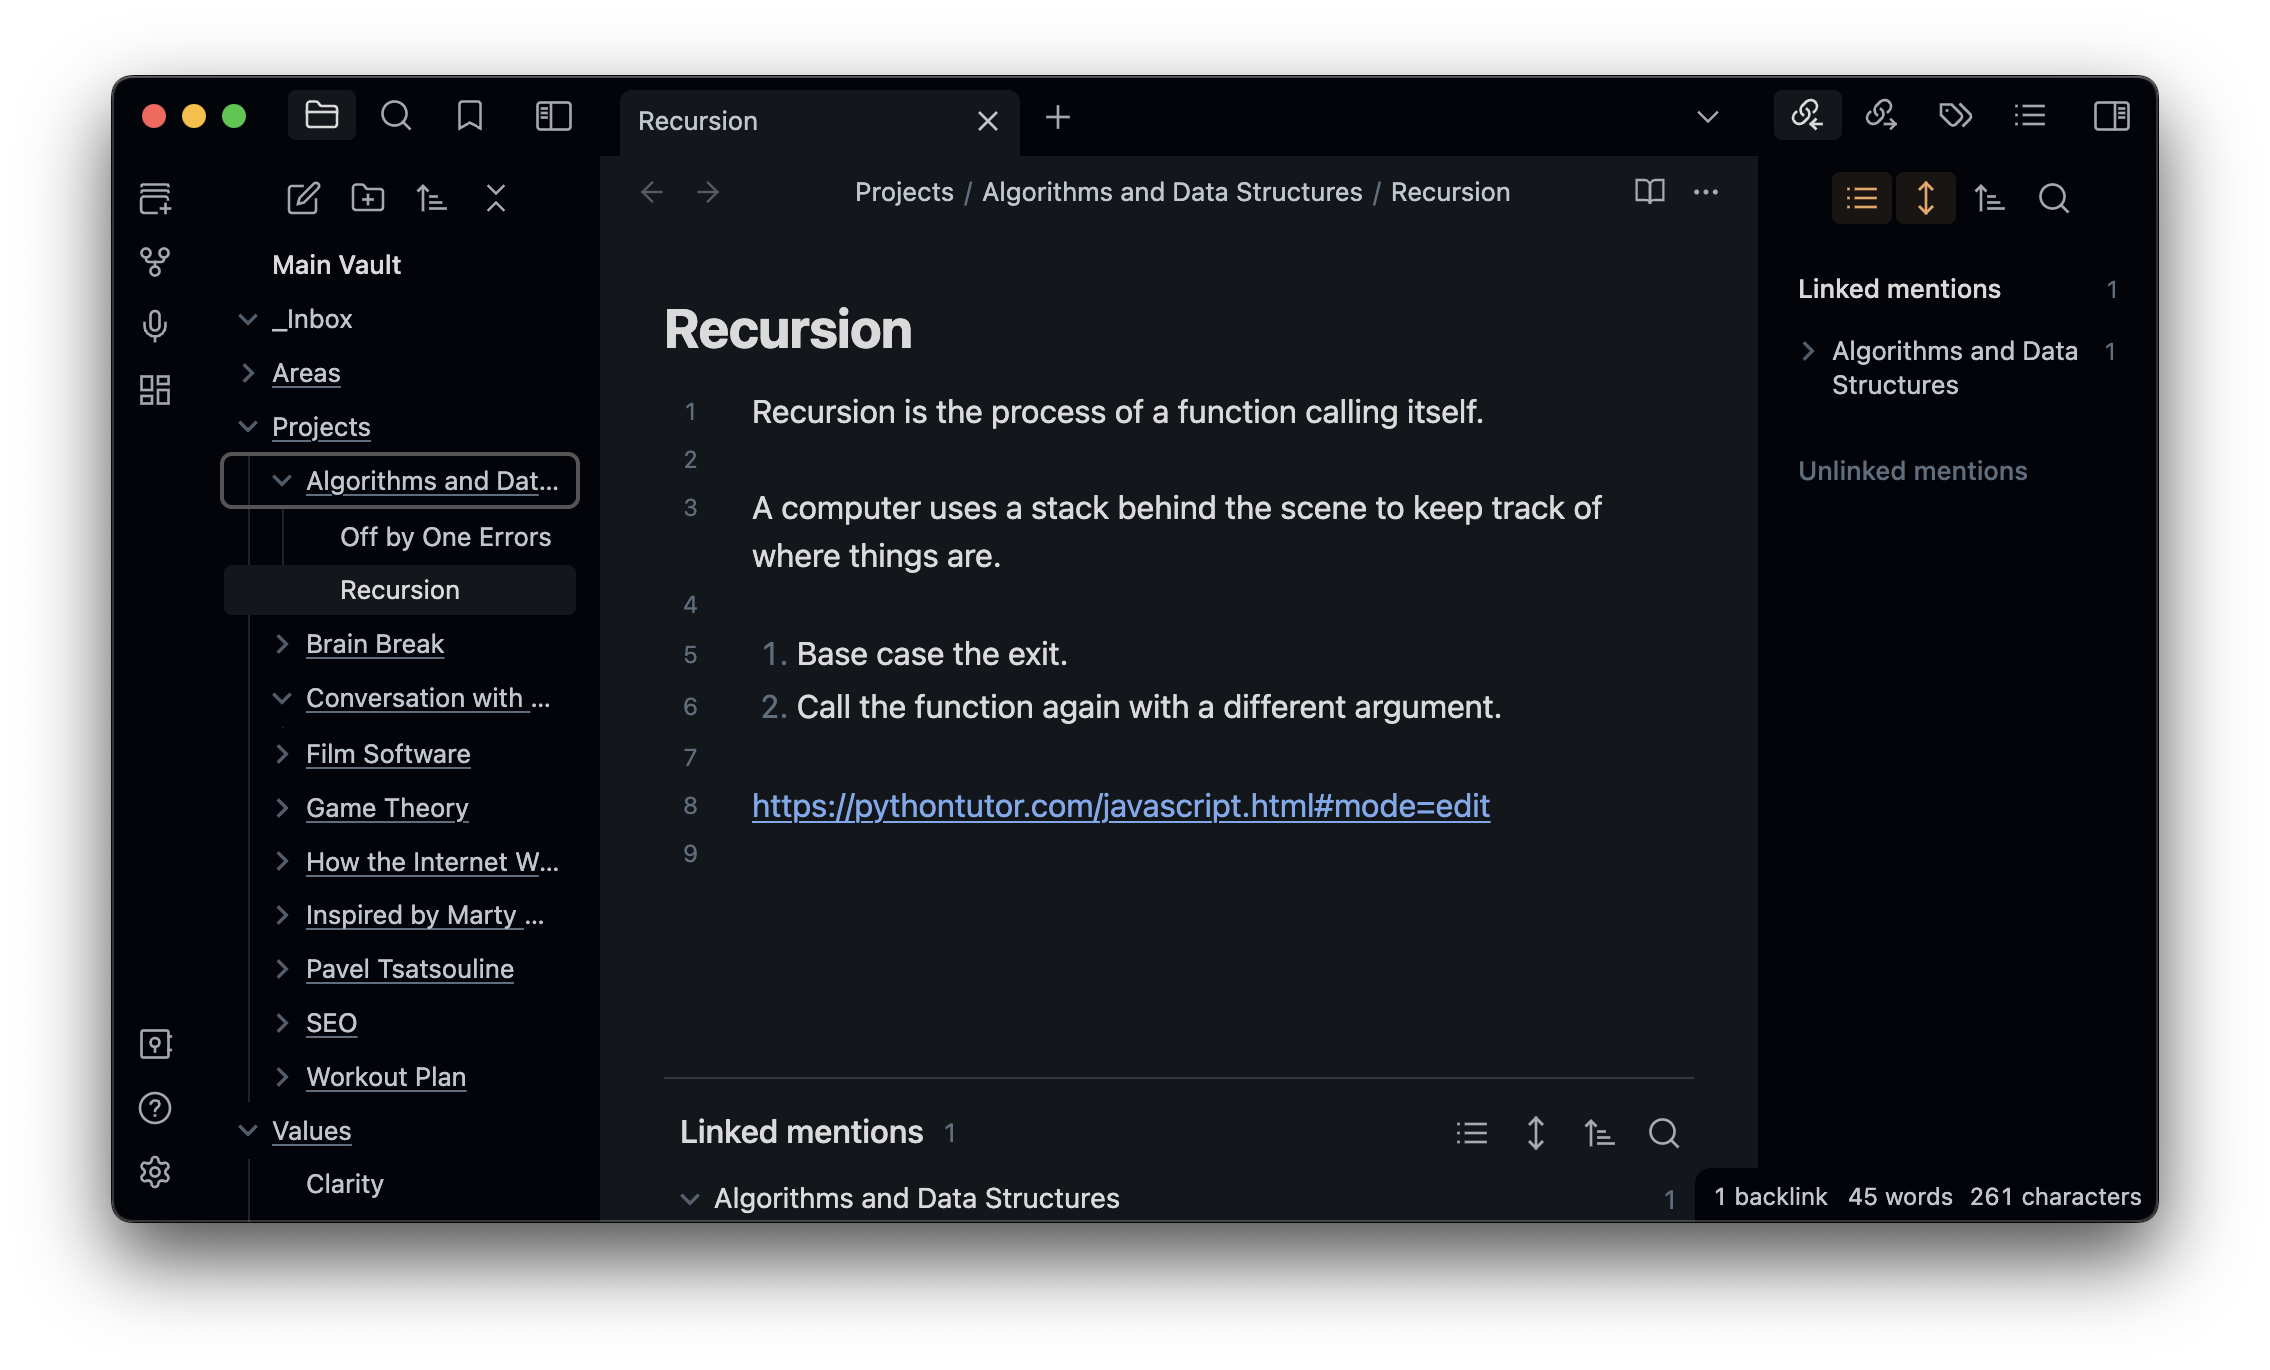 Recursion
Main Vault
_Inbox
Areas
Projects
Algorithms and Dat...
Off by One Errors
Recursion
Brain Break
Conversation with ...
Film Software
Game Theory
How the Internet W...
Inspired by Marty ...
Pavel Tsatsouline
SEO
Workout Plan
Values
Clarity
Projects / Algorithms and Data Structures / Recursion
Recursion
1 Recursion is the process of a function calling itself.
2
3 A computer uses a stack behind the scene to keep track of
where things are.
4
5 1. Base case the exit.
6 2. Call the function again with a different argument.
7
8 https://pythontutor.com/javascript.html#mode=edit
9
Linked mentions 1
Algorithms and Data Structures 1
Linked mentions 1
Algorithms and Data 1
Structures
Unlinked mentions
1 backlink 45 words 261 characters